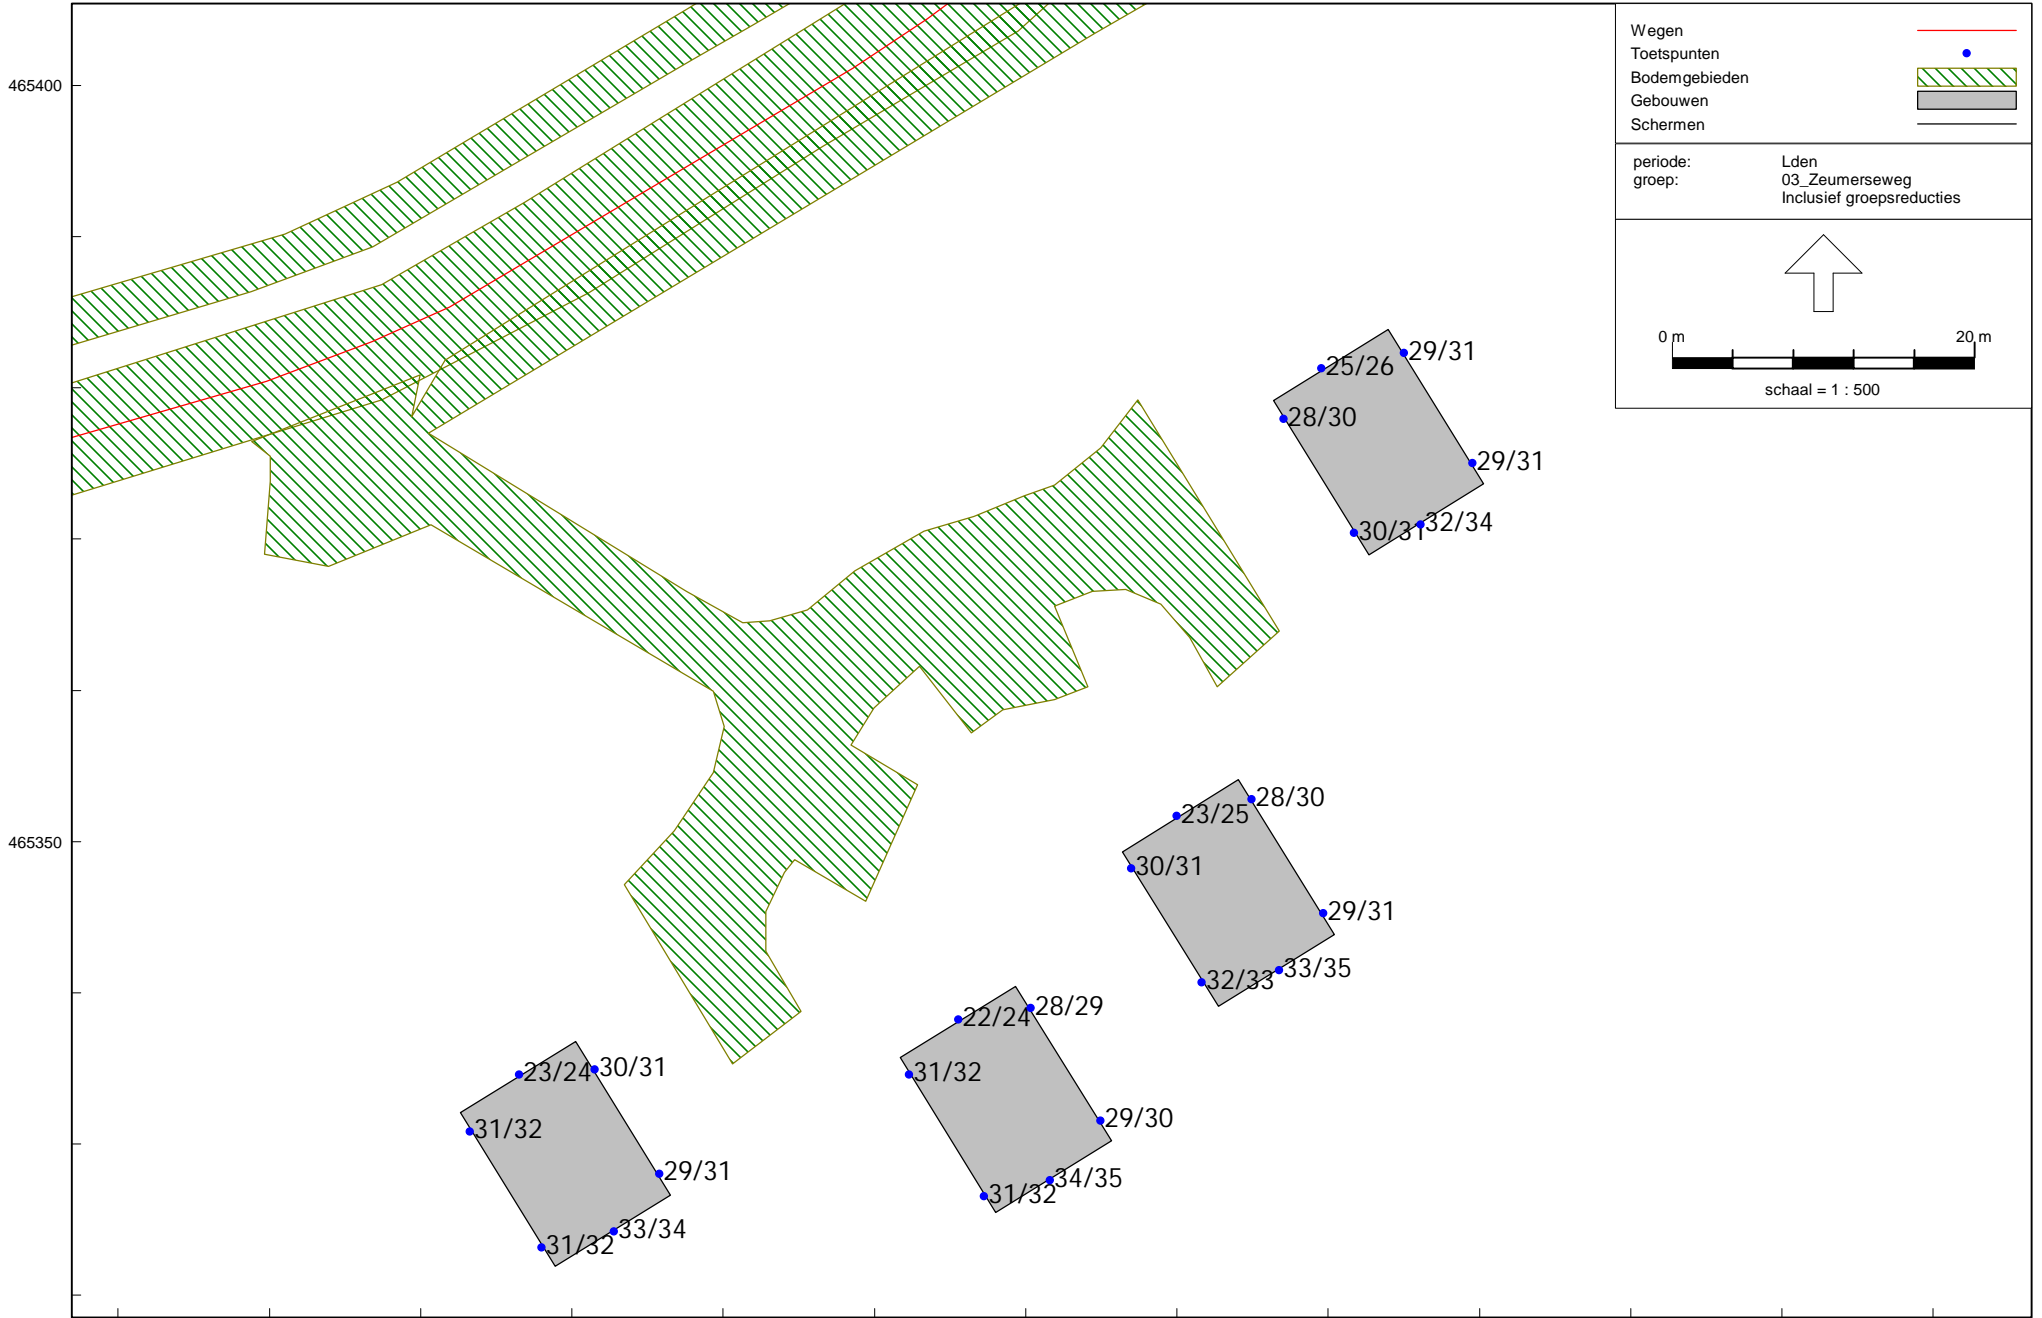 Wegen
Toetspunten
Bodemgebieden
Gebouwen
Schermen
periode: Lden
groep: 03_Zeumerseweg
Inclusief groepsreducties
0 m 20 m
schaal = 1 : 500
465400
29/31
25/26
28/30
29/31
32/34
30/31
28/30
23/25
465350
30/31
29/31
33/35
32/33
28/29
22/24
30/31
23/24
31/32
29/30
31/32
29/31
34/35
31/32
33/34
31/32